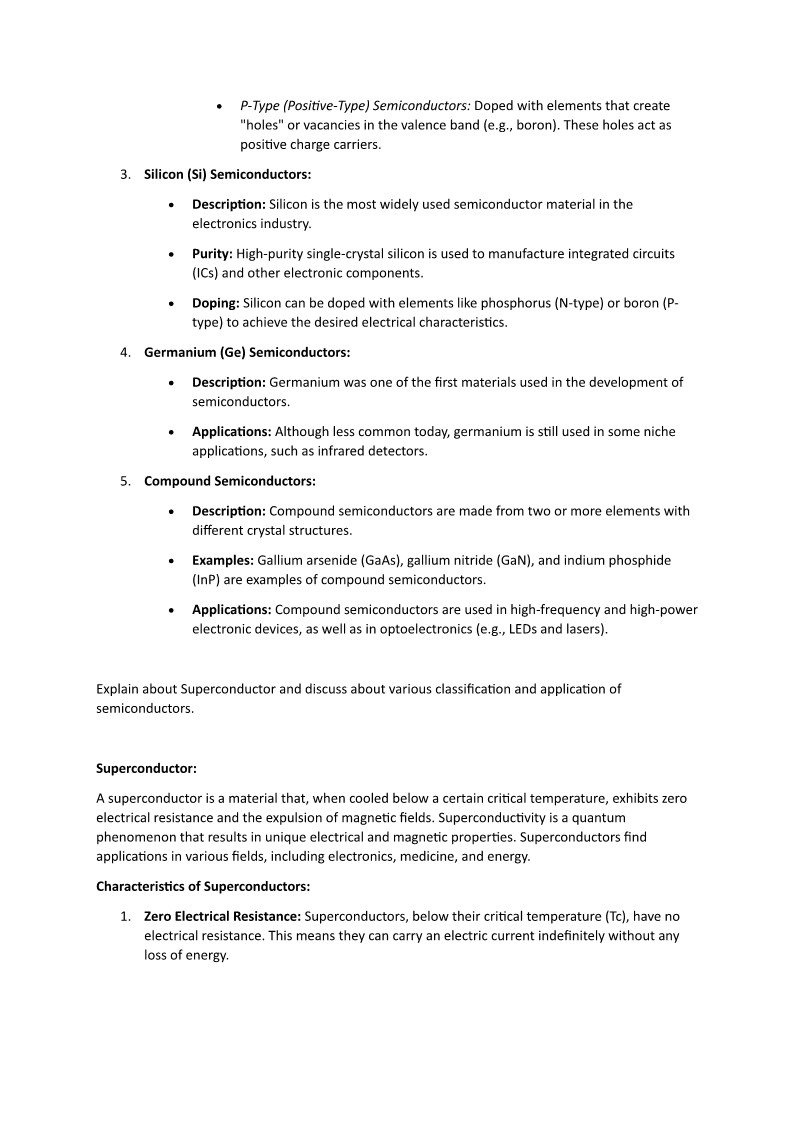 • P-Type (Positive-Type) Semiconductors: Doped with elements that create
"holes" or vacancies in the valence band (e.g., boron). These holes act as
positive charge carriers.
3. Silicon (Si) Semiconductors:
• Description: Silicon is the most widely used semiconductor material in the
electronics industry.
• Purity: High-purity single-crystal silicon is used to manufacture integrated circuits
(ICs) and other electronic components.
• Doping: Silicon can be doped with elements like phosphorus (N-type) or boron (P-
type) to achieve the desired electrical characteristics.
4. Germanium (Ge) Semiconductors:
• Description: Germanium was one of the first materials used in the development of
semiconductors.
• Applications: Although less common today, germanium is still used in some niche
applications, such as infrared detectors.
5. Compound Semiconductors:
• Description: Compound semiconductors are made from two or more elements with
different crystal structures.
• Examples: Gallium arsenide (GaAs), gallium nitride (GaN), and indium phosphide
(InP) are examples of compound semiconductors.
• Applications: Compound semiconductors are used in high-frequency and high-power
electronic devices, as well as in optoelectronics (e.g., LEDs and lasers).
Explain about Superconductor and discuss about various classification and application of
semiconductors.
Superconductor:
A superconductor is a material that, when cooled below a certain critical temperature, exhibits zero
electrical resistance and the expulsion of magnetic fields. Superconductivity is a quantum
phenomenon that results in unique electrical and magnetic properties. Superconductors find
applications in various fields, including electronics, medicine, and energy.
Characteristics of Superconductors:
1. Zero Electrical Resistance: Superconductors, below their critical temperature (Tc), have no
electrical resistance. This means they can carry an electric current indefinitely without any
loss of energy.